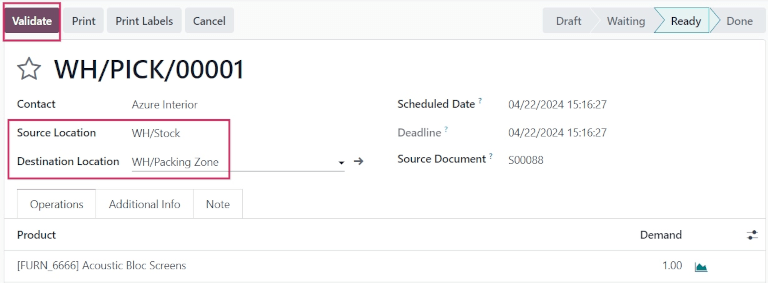 Validate Print Print Labels Cancel Draft Waiting Ready Done
WH/PICK/00001
Contact Azure Interior Scheduled Date ? 04/22/2024 15:16:27
Source Location WH/Stock Deadline ? 04/22/2024 15:16:27
Destination Location WH/Packing Zone Source Document ? S00088
Operations Additional Info Note
Product Demand
[FURN_6666] Acoustic Bloc Screens 1.00